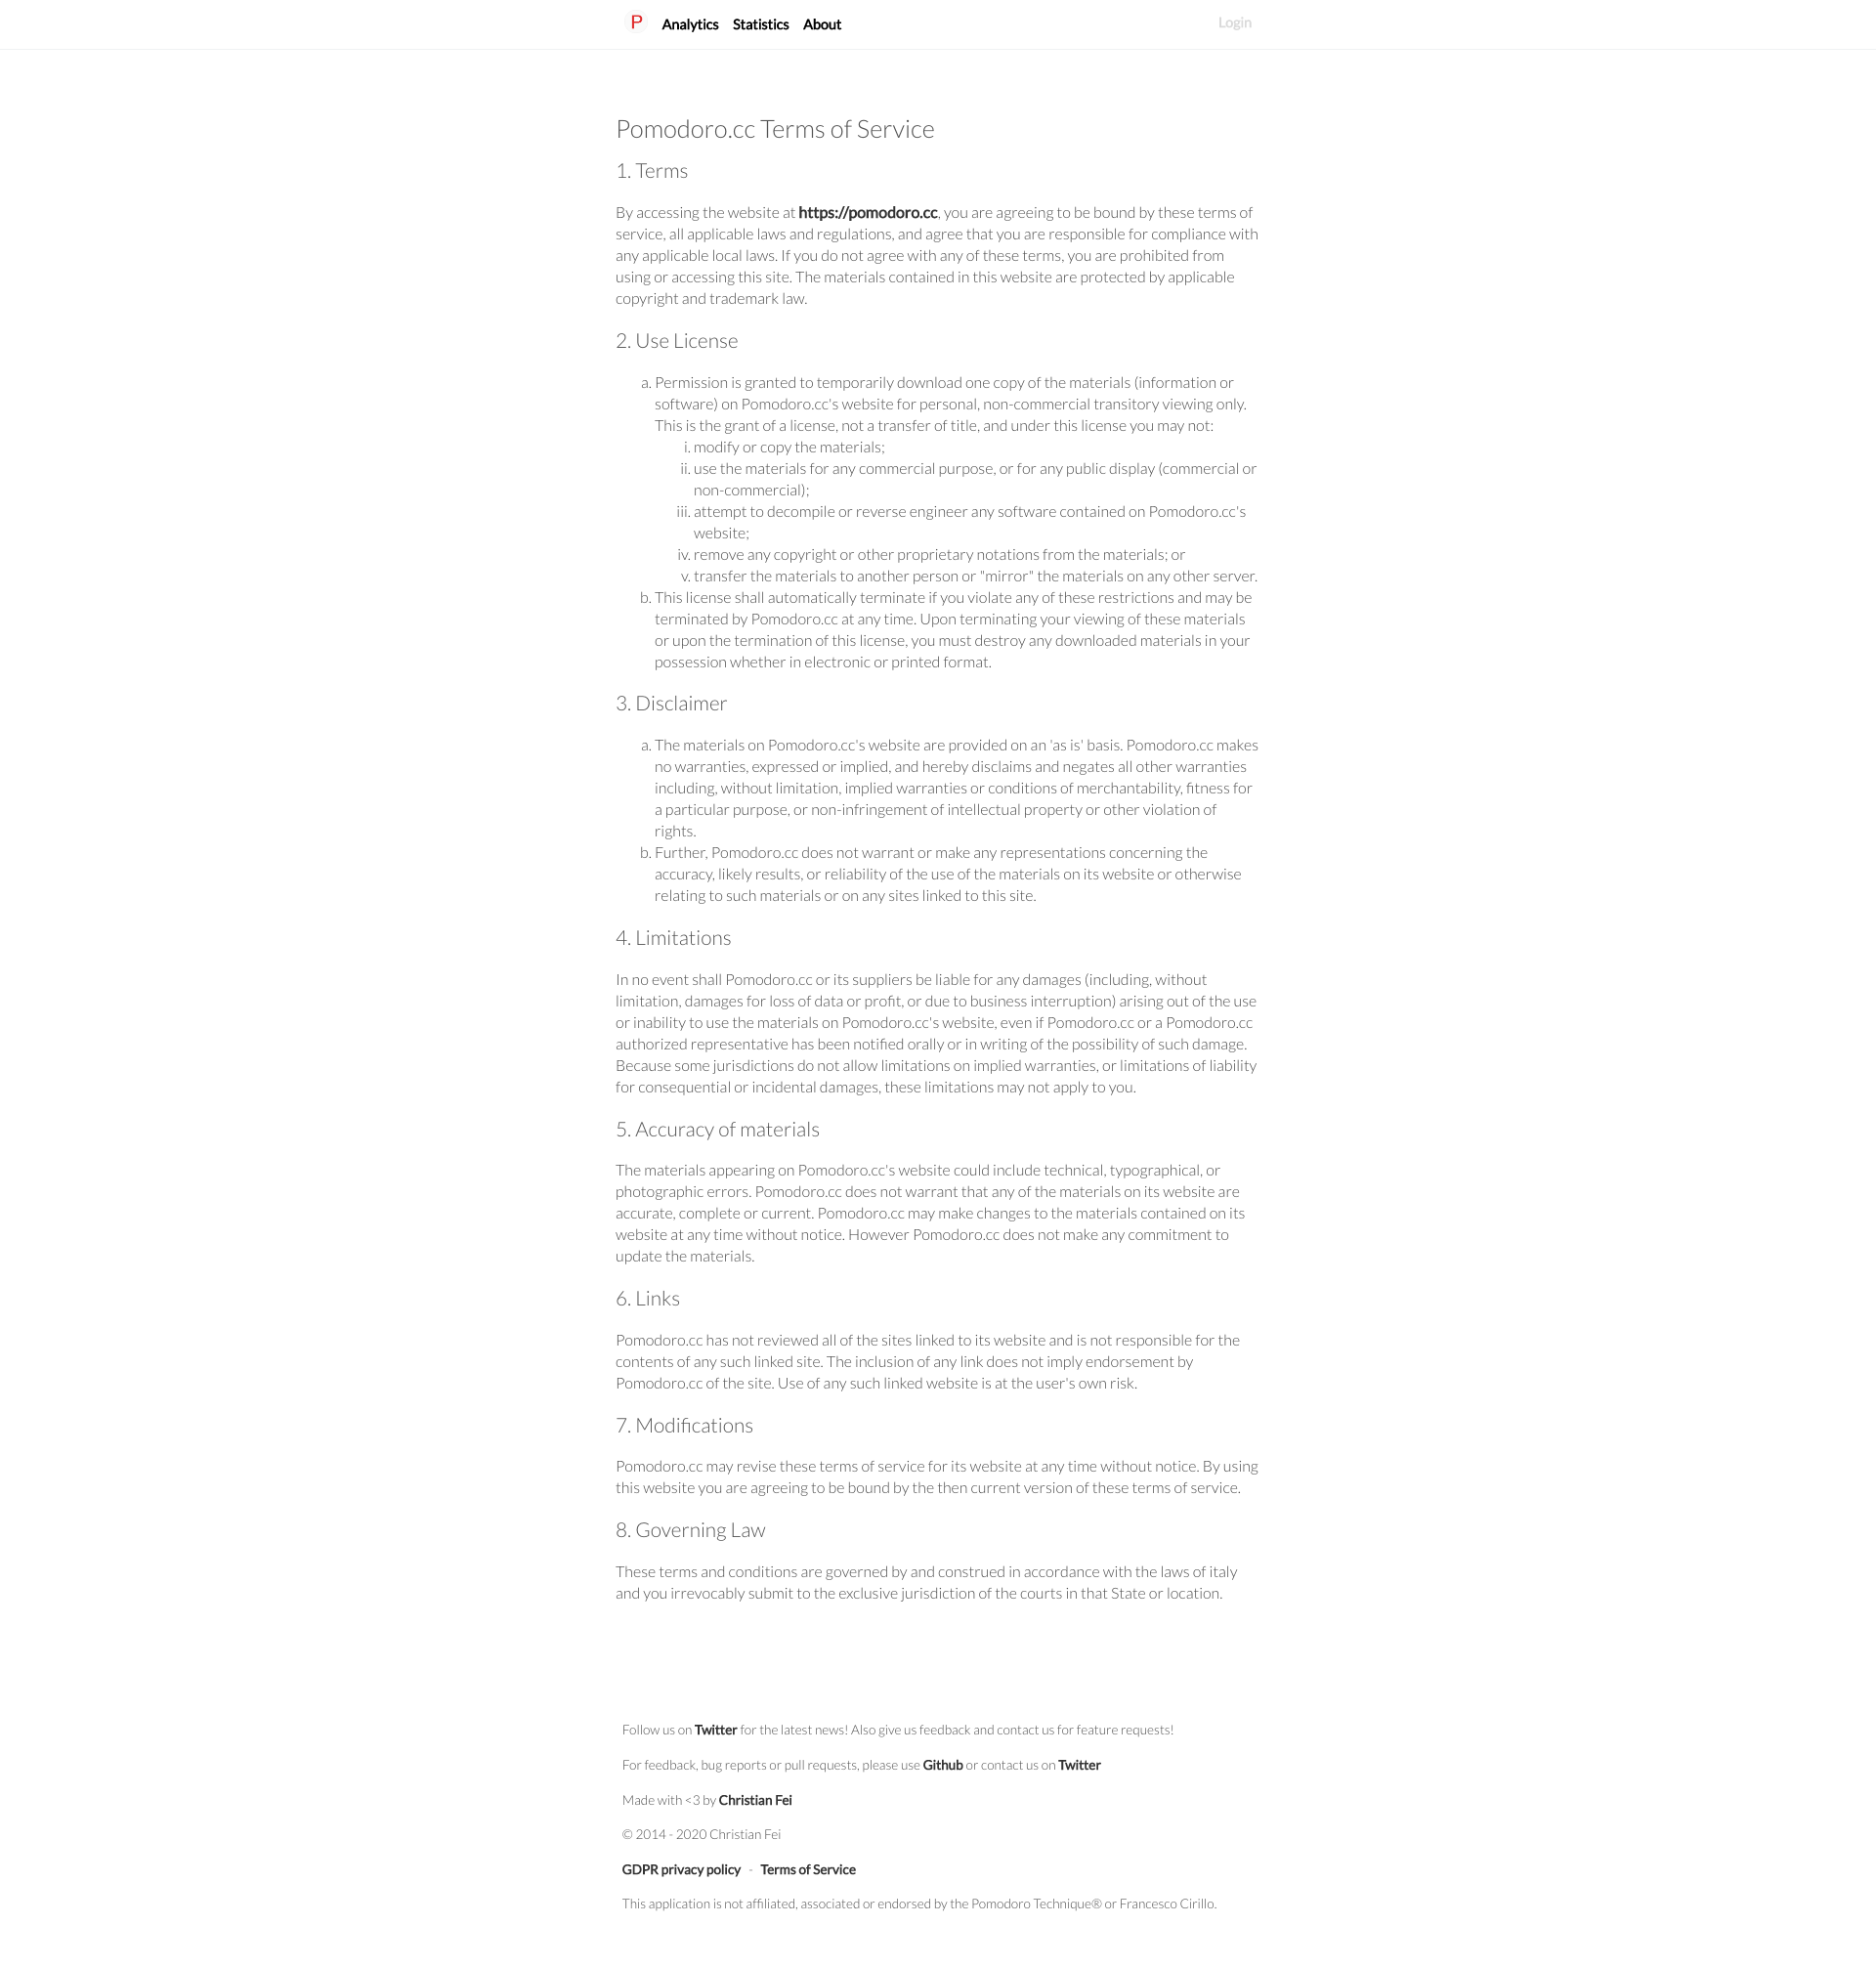 P Analytics Statistics About Login
Pomodoro.cc Terms of Service
1. Terms
By accessing the website at https://pomodoro.cc, you are agreeing to be bound by these terms of
service, all applicable laws and regulations, and agree that you are responsible for compliance with
any applicable local laws. If you do not agree with any of these terms, you are prohibited from
using or accessing this site. The materials contained in this website are protected by applicable
copyright and trademark law.
2. Use License
a. Permission is granted to temporarily download one copy of the materials (information or
software) on Pomodoro.cc's website for personal, non-commercial transitory viewing only.
This is the grant of a license, not a transfer of title, and under this license you may not:
i. modify or copy the materials;
ii. use the materials for any commercial purpose, or for any public display (commercial or
non-commercial);
iii. attempt to decompile or reverse engineer any software contained on Pomodoro.cc's
website;
iv. remove any copyright or other proprietary notations from the materials; or
v. transfer the materials to another person or "mirror" the materials on any other server.
b. This license shall automatically terminate if you violate any of these restrictions and may be
terminated by Pomodoro.cc at any time. Upon terminating your viewing of these materials
or upon the termination of this license, you must destroy any downloaded materials in your
possession whether in electronic or printed format.
3. Disclaimer
a. The materials on Pomodoro.cc's website are provided on an 'as is' basis. Pomodoro.cc makes
no warranties, expressed or implied, and hereby disclaims and negates all other warranties
including, without limitation, implied warranties or conditions of merchantability, fitness for
a particular purpose, or non-infringement of intellectual property or other violation of
rights.
b. Further, Pomodoro.cc does not warrant or make any representations concerning the
accuracy, likely results, or reliability of the use of the materials on its website or otherwise
relating to such materials or on any sites linked to this site.
4. Limitations
In no event shall Pomodoro.cc or its suppliers be liable for any damages (including, without
limitation, damages for loss of data or profit, or due to business interruption) arising out of the use
or inability to use the materials on Pomodoro.cc's website, even if Pomodoro.cc or a Pomodoro.cc
authorized representative has been notified orally or in writing of the possibility of such damage.
Because some jurisdictions do not allow limitations on implied warranties, or limitations of liability
for consequential or incidental damages, these limitations may not apply to you.
5. Accuracy of materials
The materials appearing on Pomodoro.cc's website could include technical, typographical, or
photographic errors. Pomodoro.cc does not warrant that any of the materials on its website are
accurate, complete or current. Pomodoro.cc may make changes to the materials contained on its
website at any time without notice. However Pomodoro.cc does not make any commitment to
update the materials.
6. Links
Pomodoro.cc has not reviewed all of the sites linked to its website and is not responsible for the
contents of any such linked site. The inclusion of any link does not imply endorsement by
Pomodoro.cc of the site. Use of any such linked website is at the user's own risk.
7. Modifications
Pomodoro.cc may revise these terms of service for its website at any time without notice. By using
this website you are agreeing to be bound by the then current version of these terms of service.
8. Governing Law
These terms and conditions are governed by and construed in accordance with the laws of italy
and you irrevocably submit to the exclusive jurisdiction of the courts in that State or location.
Follow us on Twitter for the latest news! Also give us feedback and contact us for feature requests!
For feedback, bug reports or pull requests, please use Github or contact us on Twitter
Made with <3 by Christian Fei
© 2014 - 2020 Christian Fei
GDPR privacy policy - Terms of Service
This application is not affiliated, associated or endorsed by the Pomodoro Technique® or Francesco Cirillo.